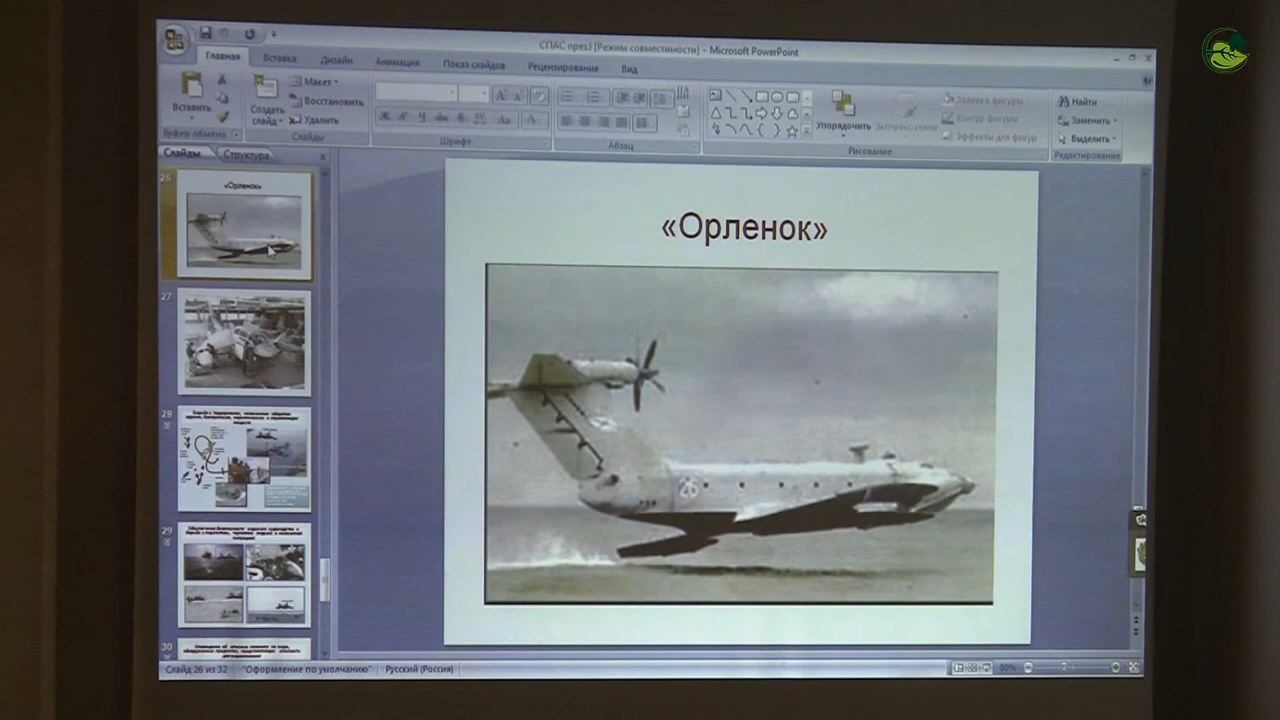 СПАС през3 [Режим совместимости] - Microsoft PowerPoint
Главная Вставка Дизайн Анимация Показ слайдов Рецензирование Вид
Вставить
Буфер обмена
Создать слайд
Макет
Восстановить
Удалить
Слайды
Ж К Ч
Шрифт
Абзац
Упорядочить
Экспресс-стили
Заливка фигуры
Контур фигуры
Эффекты для фигур
Рисование
Найти
Заменить
Выделить
Редактирование
Слайды Структура
26
«Орленок»
27
28
29
30
«Орленок»
26
Слайд 26 из 32 "Оформление по умолчанию" Русский (Россия)
80%